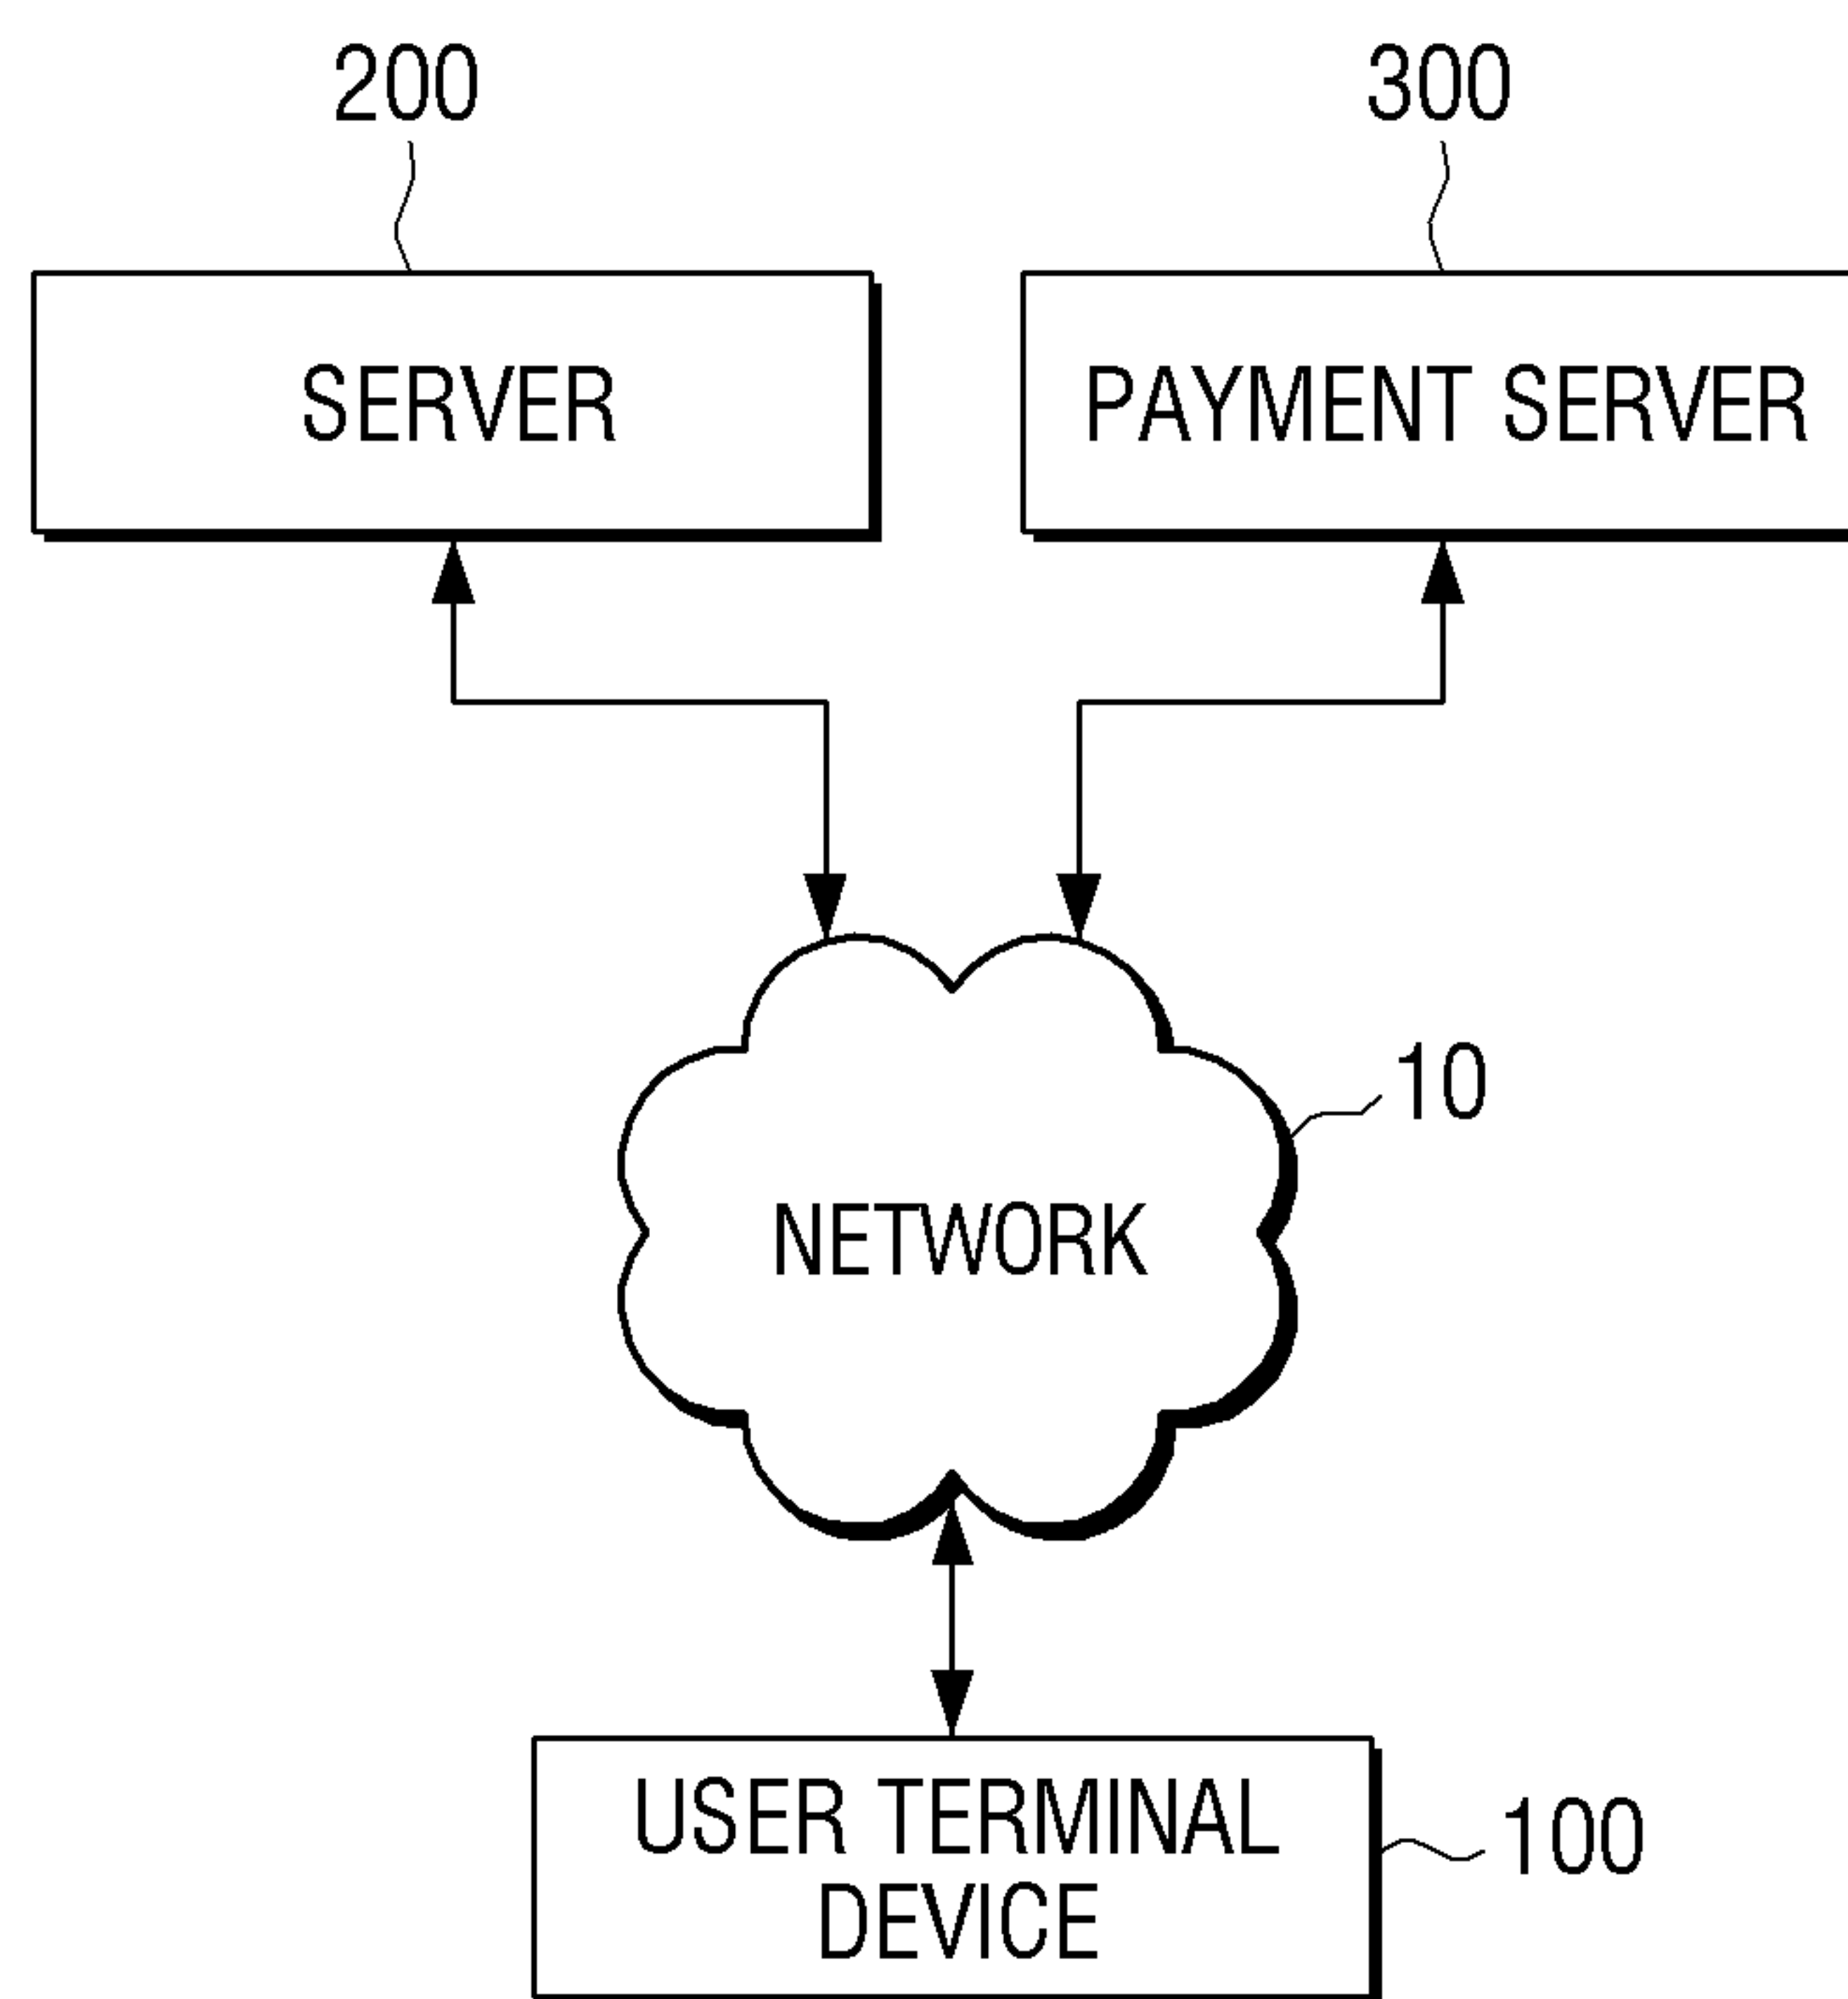 200
300
SERVER
PAYMENT SERVER
10
NETWORK
USER TERMINAL
DEVICE
100